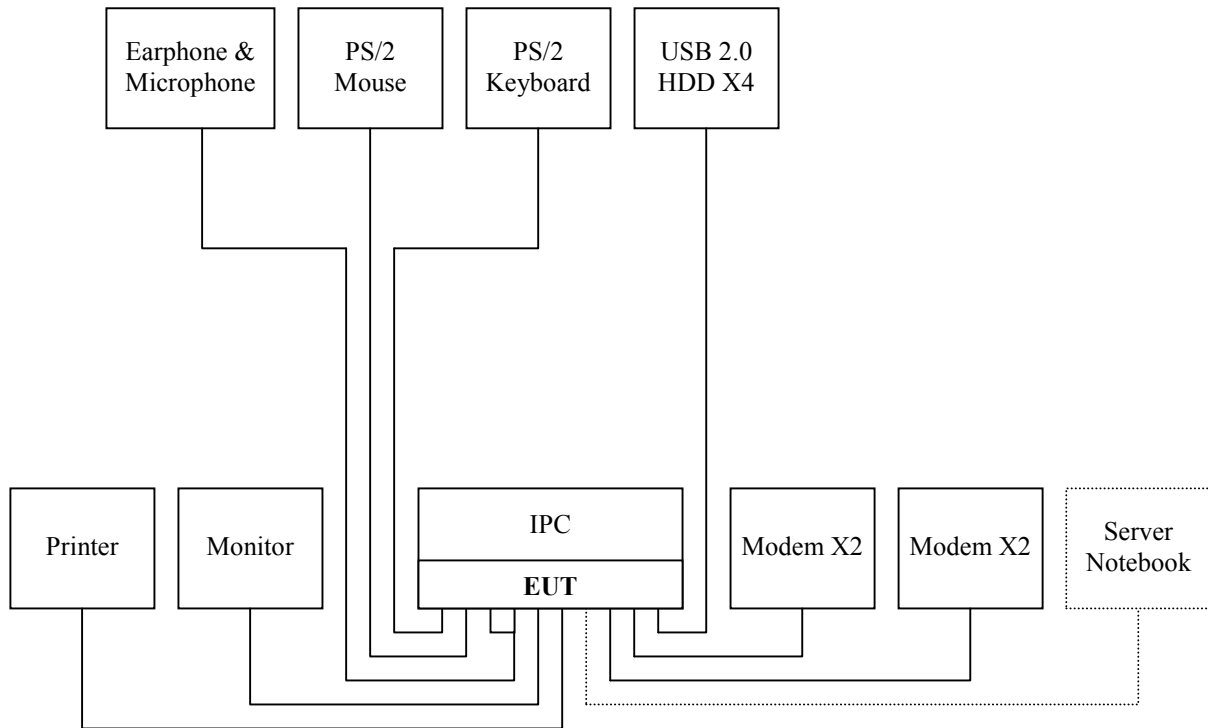 Earphone &
Microphone
PS/2
Mouse
PS/2
Keyboard
USB 2.0
HDD X4
Printer
Monitor
IPC
EUT
Modem X2
Modem X2
Server
Notebook